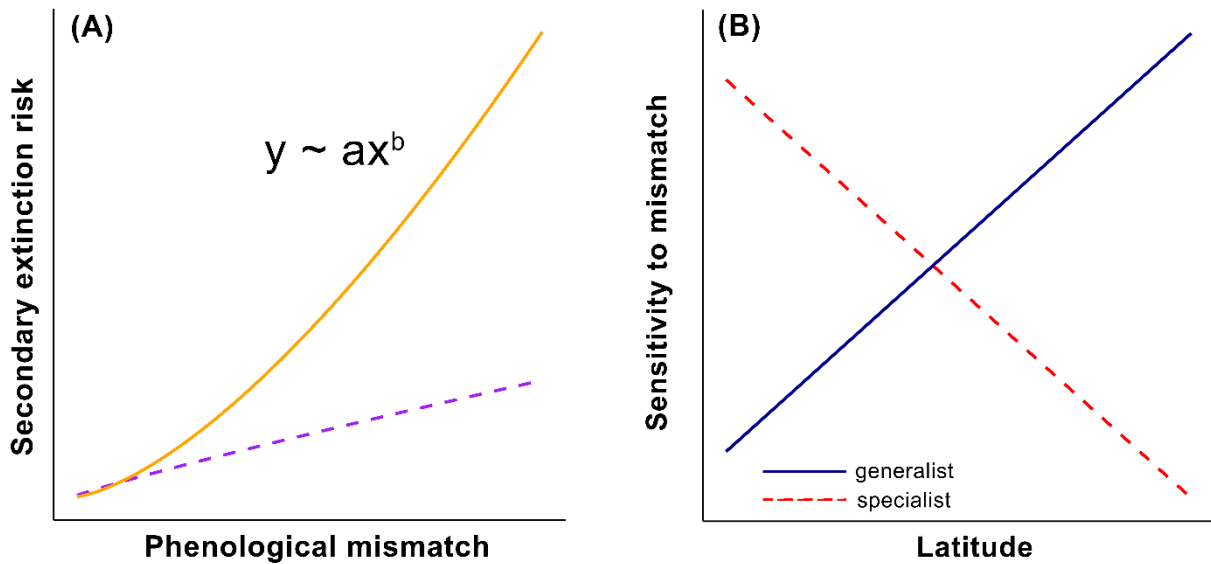 (A)
y ~ ax^b
Secondary extinction risk
Phenological mismatch
(B)
Sensitivity to mismatch
generalist
specialist
Latitude